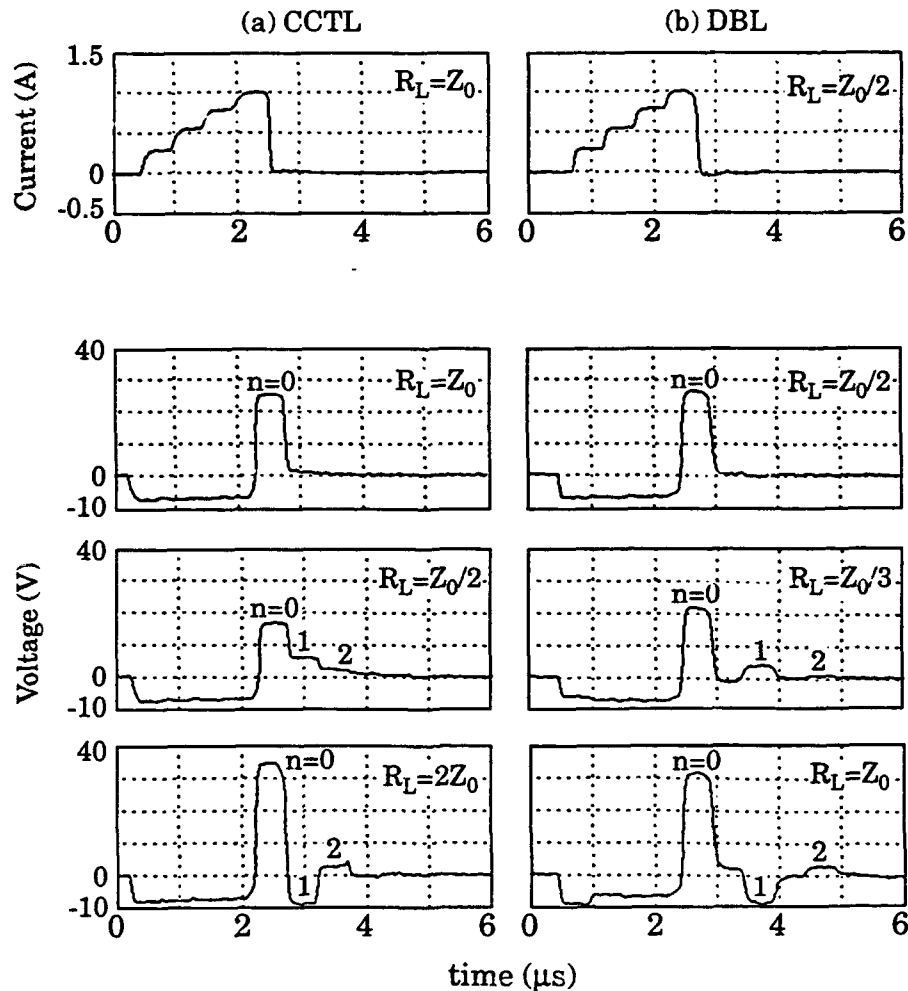 (a) CCTL
(b) DBL
Current (A)
1.5
0
-0.5
R_L=Z_0
0 2 4 6
R_L=Z_0/2
0 2 4 6
Voltage (V)
40
0
-10
n=0
R_L=Z_0
n=0
R_L=Z_0/2
40
0
-10
n=0
1
2
R_L=Z_0/2
n=0
1
2
R_L=Z_0/3
40
0
-10
n=0
1
2
R_L=2Z_0
0 2 4 6
n=0
1
2
R_L=Z_0
0 2 4 6
time (μs)